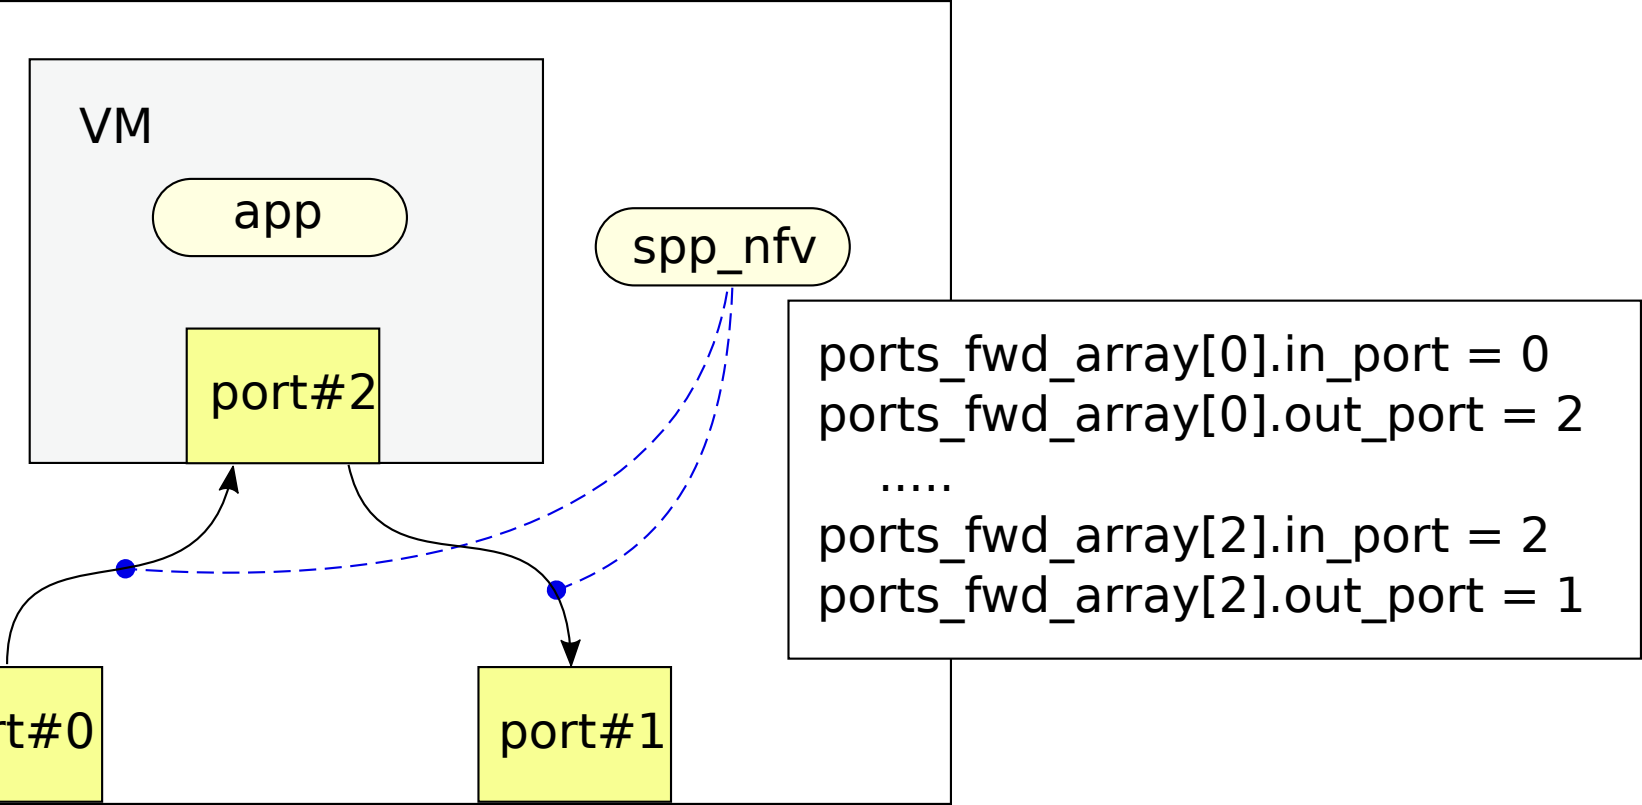 VM
app
spp_nfv
port#2
ports_fwd_array[0].in_port = 0
ports_fwd_array[0].out_port = 2
.....
ports_fwd_array[2].in_port = 2
ports_fwd_array[2].out_port = 1
rt#0
port#1